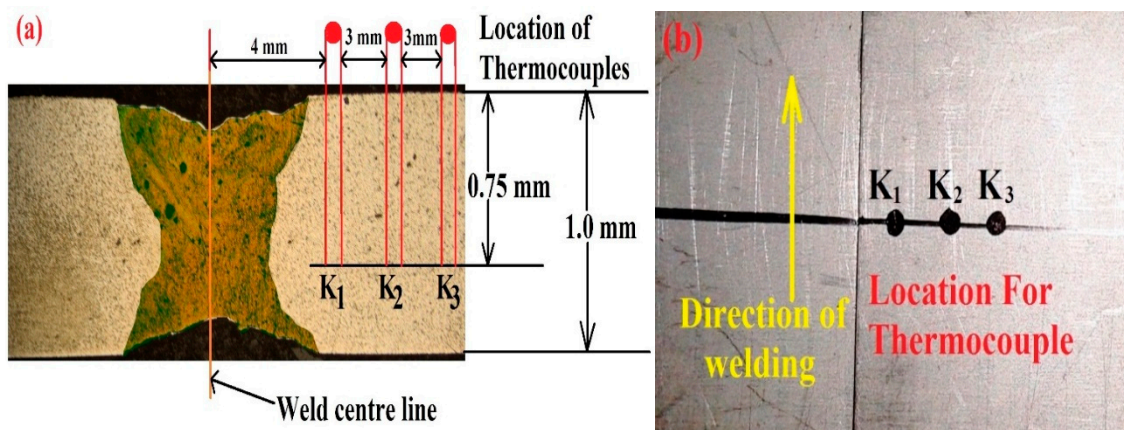 (a)
4 mm
3 mm
3mm
Location of
Thermocouples
0.75 mm
1.0 mm
K1
K2
K3
Weld centre line
(b)
K1
K2
K3
Direction of
welding
Location For
Thermocouple